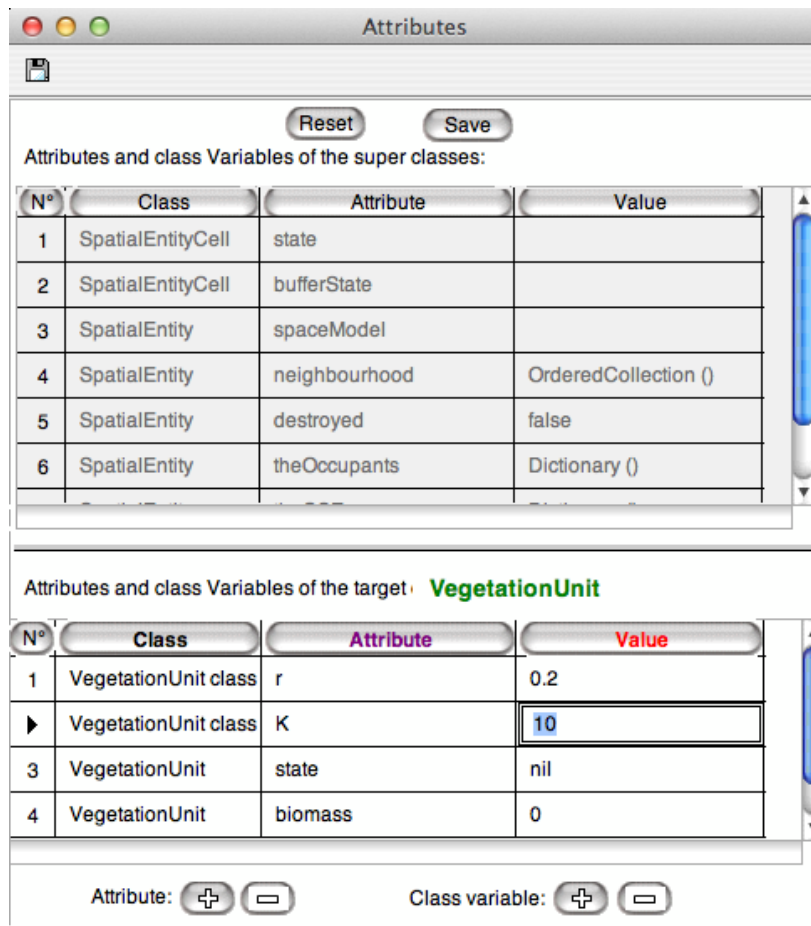 Attributes
Reset Save
Attributes and class Variables of the super classes:
N° Class Attribute Value
1 SpatialEntityCell state
2 SpatialEntityCell bufferState
3 SpatialEntity spaceModel
4 SpatialEntity neighbourhood OrderedCollection ()
5 SpatialEntity destroyed false
6 SpatialEntity theOccupants Dictionary ()
Attributes and class Variables of the target VegetationUnit
N° Class Attribute Value
1 VegetationUnit class r 0.2
VegetationUnit class K 10
3 VegetationUnit state nil
4 VegetationUnit biomass 0
Attribute: Class variable: